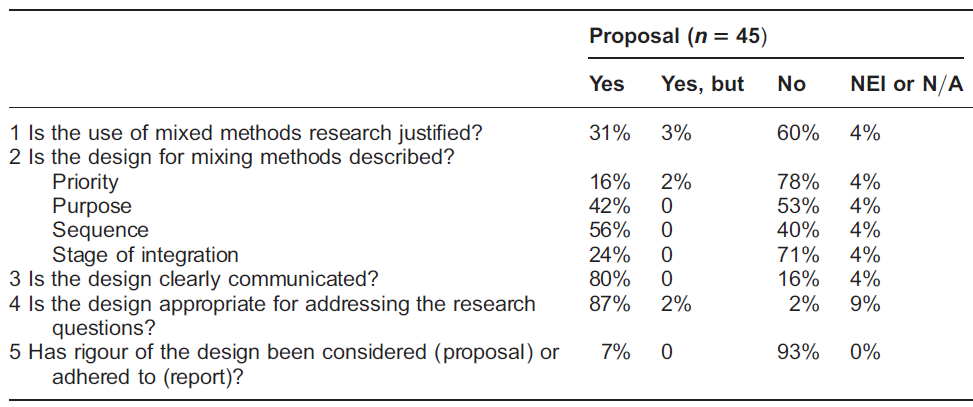 Proposal (n = 45)
Yes Yes, but No NEI or N/A
1 Is the use of mixed methods research justified? 31% 3% 60% 4%
2 Is the design for mixing methods described?
Priority 16% 2% 78% 4%
Purpose 42% 0 53% 4%
Sequence 56% 0 40% 4%
Stage of integration 24% 0 71% 4%
3 Is the design clearly communicated? 80% 0 16% 4%
4 Is the design appropriate for addressing the research 87% 2% 2% 9%
questions?
5 Has rigour of the design been considered (proposal) or 7% 0 93% 0%
adhered to (report)?